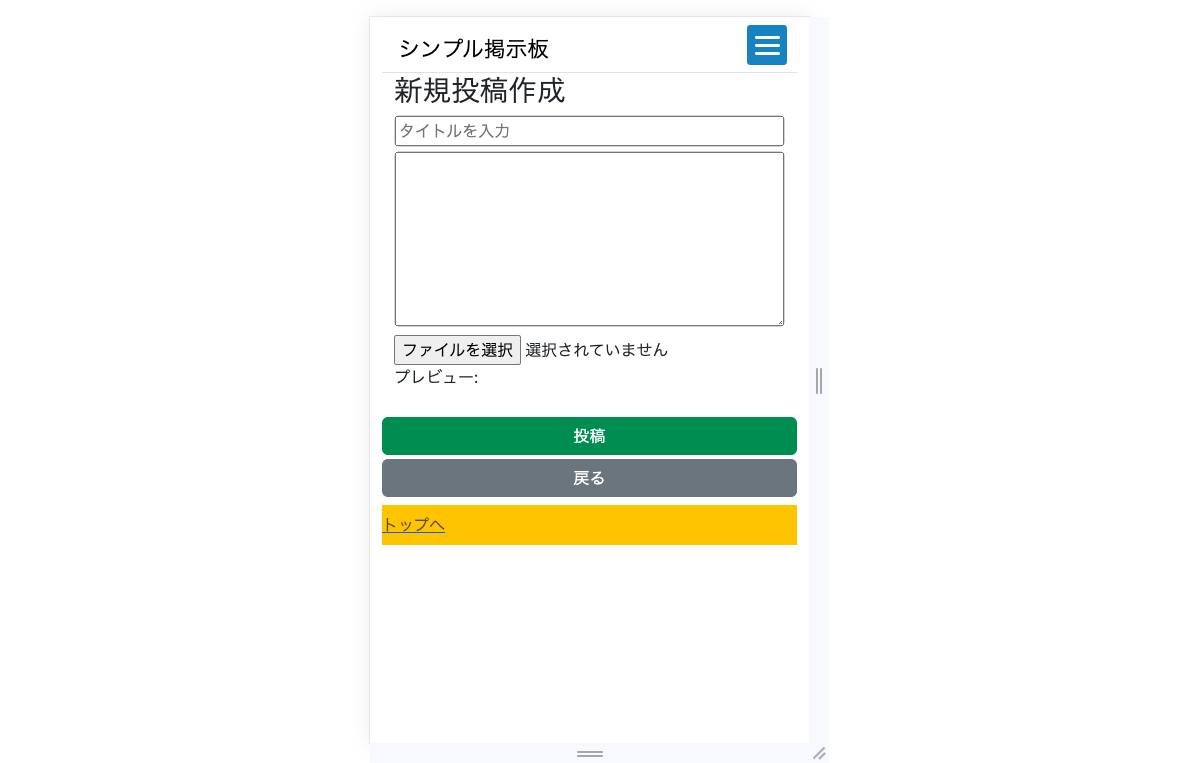 シンプル掲示板
新規投稿作成
タイトルを入力
ファイルを選択 選択されていません
プレビュー:
投稿
戻る
トップへ